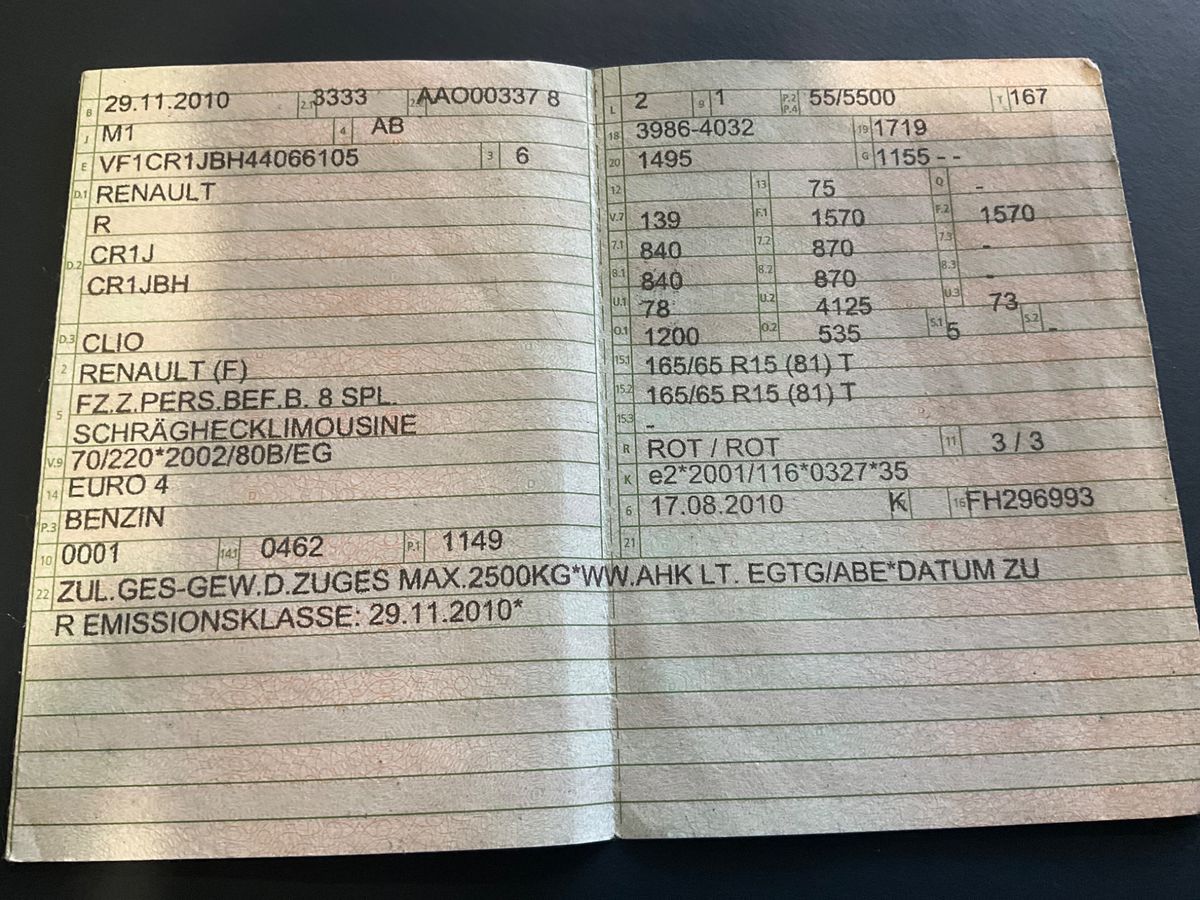 B 29.11.2010 2.1 3333 AAO00337 8
J M1 4 AB
E VF1CR1JBH44066105 3 6
D.1 RENAULT
R
D.2 CR1J
CR1JBH
D.3 CLIO
2 RENAULT (F)
5 FZ.Z.PERS.BEF.B. 8 SPL.
SCHRÄGHECKLIMOUSINE
V.9 70/220*2002/80B/EG
14 EURO 4
P.3 BENZIN
10 0001 14.1 0462 P.1 1149
L 2 9 1 P.2 P.4 55/5500 T 167
18 3986-4032 19 1719
20 1495 G 1155 - -
12 13 75 Q -
V.7 139 F.1 1570 F.2 1570
7.1 840 7.2 870 7.3 -
8.1 840 8.2 870 8.3 -
U.1 78 U.2 4125 U.3 73
O.1 1200 O.2 535 S.1 5 S.2 -
15.1 165/65 R15 (81) T
15.2 165/65 R15 (81) T
15.3 -
R ROT / ROT 11 3 / 3
K e2*2001/116*0327*35
6 17.08.2010 K 16 FH296993
21
22 ZUL.GES-GEW.D.ZUGES MAX.2500KG*WW.AHK LT. EGTG/ABE*DATUM ZU
R EMISSIONSKLASSE: 29.11.2010*